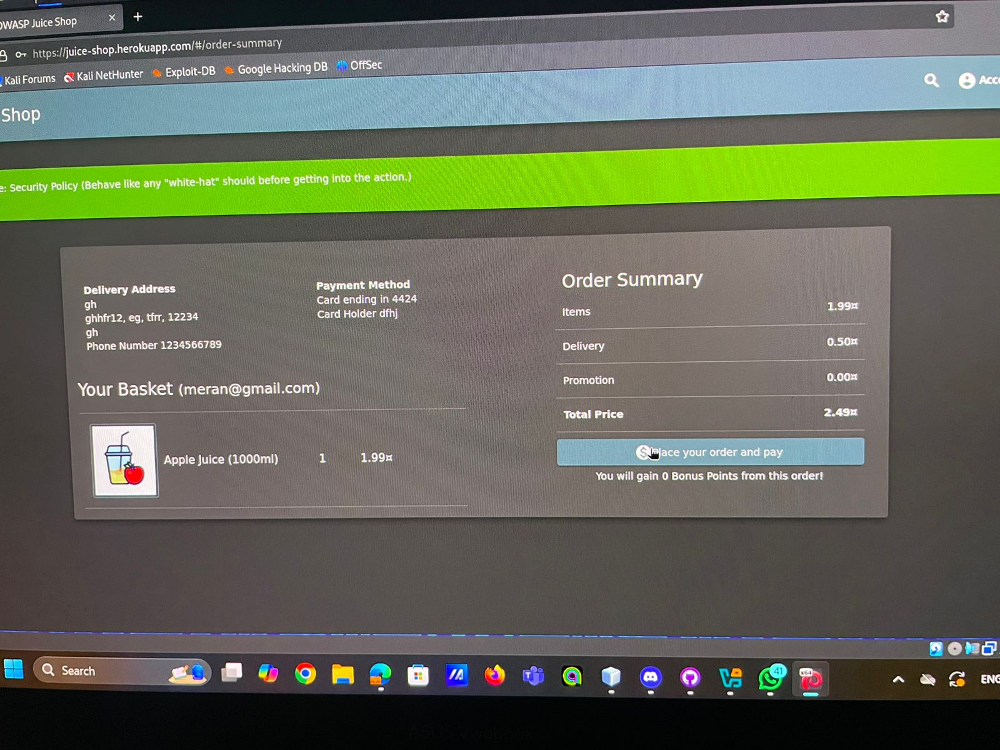 OWASP Juice Shop
https://juice-shop.herokuapp.com/#/order-summary
Kali Forums Kali NetHunter Exploit-DB Google Hacking DB OffSec
Shop
e: Security Policy (Behave like any "white-hat" should before getting into the action.)
Delivery Address
gh
ghhfr12, eg, tfrr, 12234
gh
Phone Number 1234566789
Payment Method
Card ending in 4424
Card Holder dfhj
Your Basket (meran@gmail.com)
Apple Juice (1000ml) 1 1.99¤
Order Summary
Items 1.99¤
Delivery 0.50¤
Promotion 0.00¤
Total Price 2.49¤
Place your order and pay
You will gain 0 Bonus Points from this order!
Search
41
x64
ENG
ASUS Vivobook